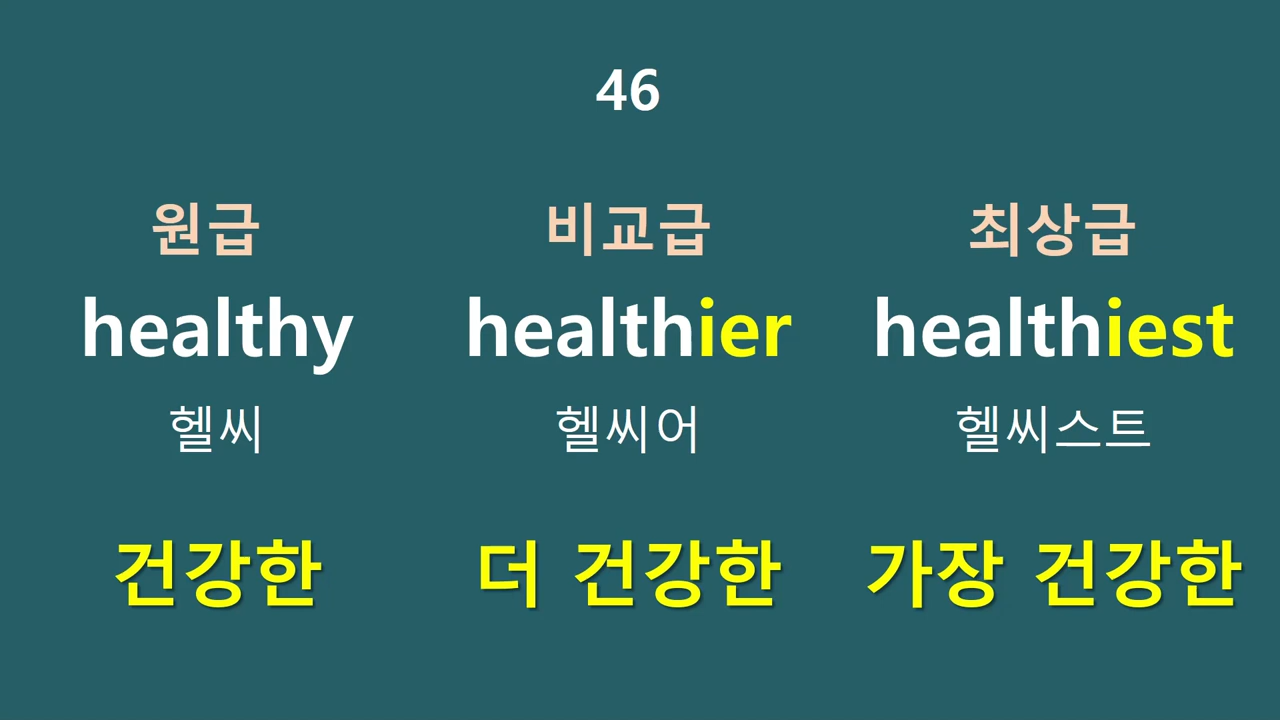 46
원급 비교급 최상급
healthy healthier healthiest
헬씨 헬씨어 헬씨스트
건강한 더 건강한 가장 건강한